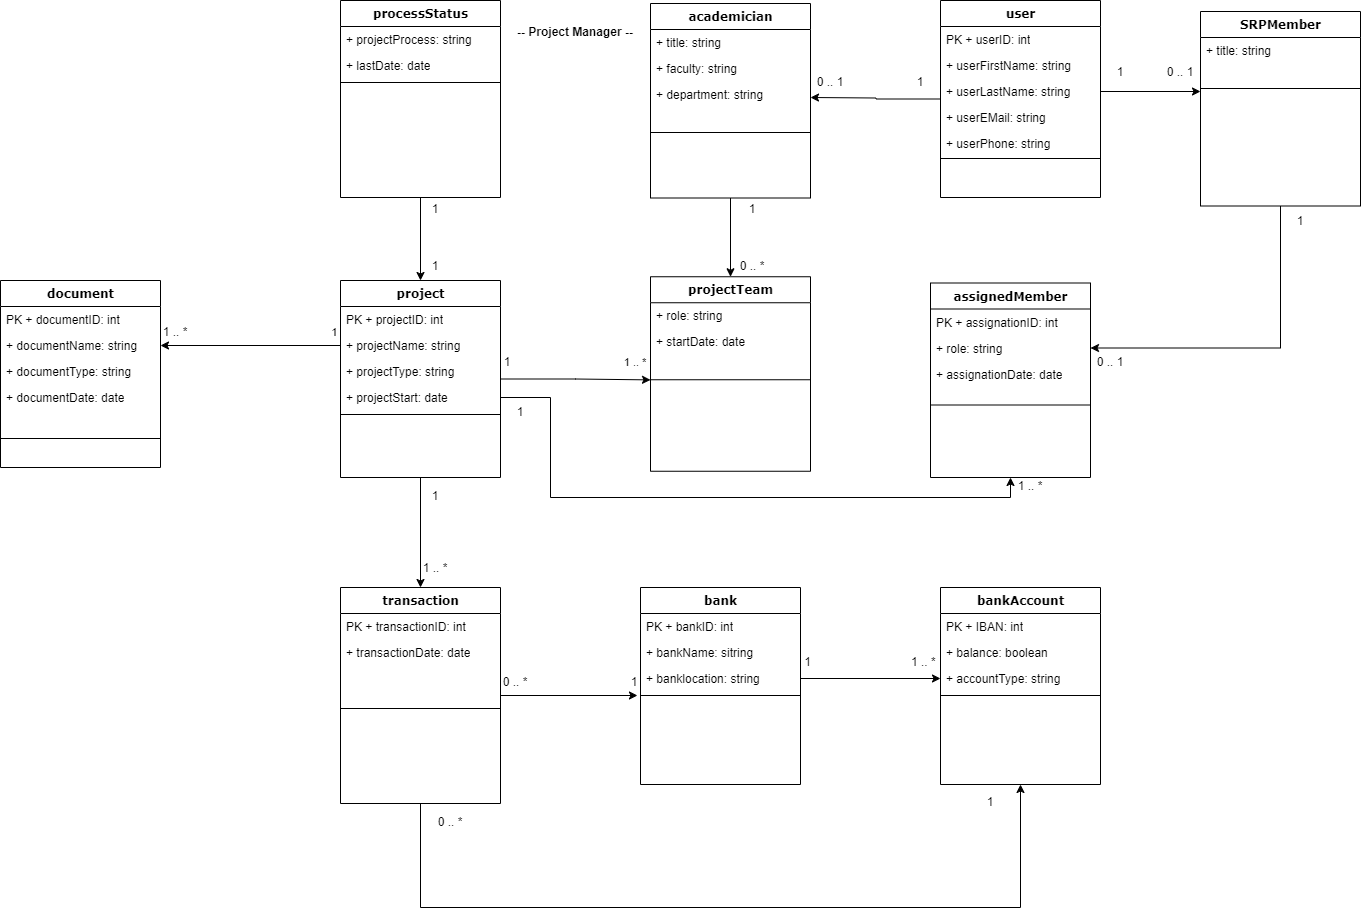 processStatus
+ projectProcess: string
+ lastDate: date
-- Project Manager --
academician
+ title: string
+ faculty: string
+ department: string
user
PK + userID: int
+ userFirstName: string
+ userLastName: string
+ userEMail: string
+ userPhone: string
SRPMember
+ title: string
0 .. 1
1
1
0 .. 1
1
1
1
0 .. *
1
document
PK + documentID: int
+ documentName: string
+ documentType: string
+ documentDate: date
1 .. *
1
project
PK + projectID: int
+ projectName: string
+ projectType: string
+ projectStart: date
1
1 .. *
1
projectTeam
+ role: string
+ startDate: date
assignedMember
PK + assignationID: int
+ role: string
+ assignationDate: date
0 .. 1
1 .. *
1
1 .. *
transaction
PK + transactionID: int
+ transactionDate: date
0 .. *
1
bank
PK + bankID: int
+ bankName: sitring
+ banklocation: string
1
1 .. *
bankAccount
PK + IBAN: int
+ balance: boolean
+ accountType: string
0 .. *
1